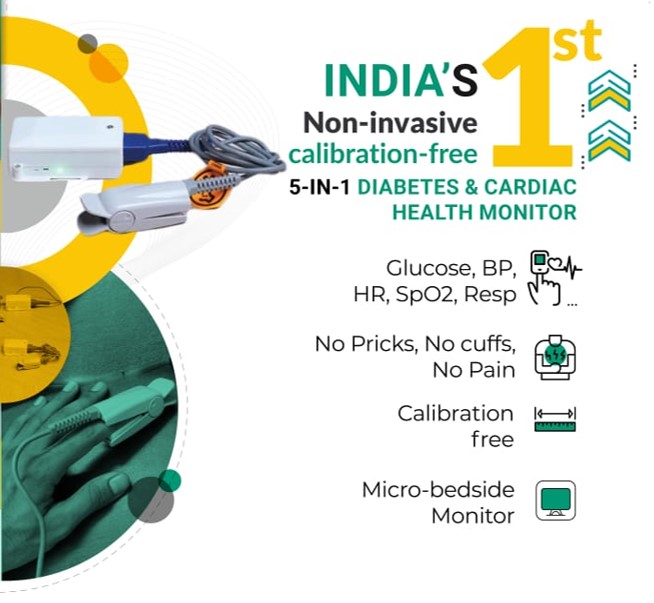 INDIA'S 1st
Non-invasive
calibration-free
5-IN-1 DIABETES & CARDIAC
HEALTH MONITOR
Glucose, BP,
HR, SpO2, Resp
...
No Pricks, No cuffs,
No Pain
Calibration
free
Micro-bedside
Monitor